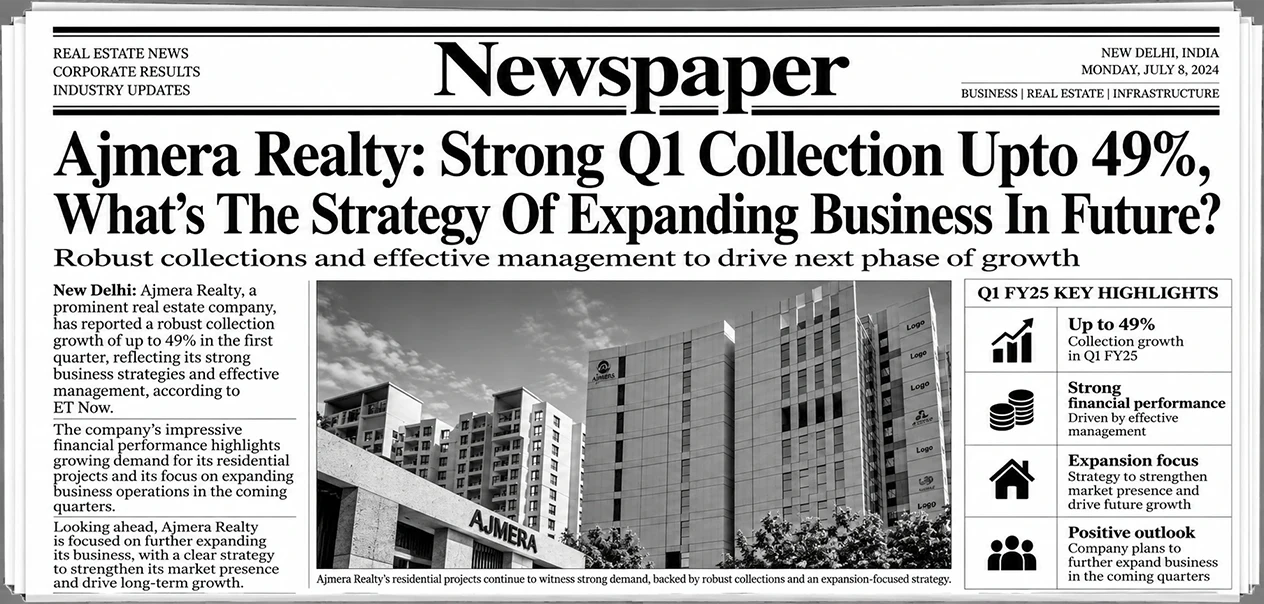 REAL ESTATE NEWS
CORPORATE RESULTS
INDUSTRY UPDATES
Newspaper
NEW DELHI, INDIA
MONDAY, JULY 8, 2024
BUSINESS | REAL ESTATE | INFRASTRUCTURE
Ajmera Realty: Strong Q1 Collection Upto 49%,
What's The Strategy Of Expanding Business In Future?
Robust collections and effective management to drive next phase of growth
New Delhi: Ajmera Realty, a
prominent real estate company,
has reported a robust collection
growth of up to 49% in the first
quarter, reflecting its strong
business strategies and effective
management, according to
ET Now.
The company's impressive
financial performance highlights
growing demand for its residential
projects and its focus on expanding
business operations in the coming
quarters.
Looking ahead, Ajmera Realty
is focused on further expanding
its business, with a clear strategy
to strengthen its market presence
and drive long-term growth.
AJMERA
Logo
Logo
Logo
Logo
Logo
AJMERA
Ajmera Realty's residential projects continue to witness strong demand, backed by robust collections and an expansion-focused strategy.
Q1 FY25 KEY HIGHLIGHTS
Up to 49%
Collection growth
in Q1 FY25
Strong
financial performance
Driven by effective
management
Expansion focus
Strategy to strengthen
market presence and
drive future growth
Positive outlook
Company plans to
further expand business
in the coming quarters